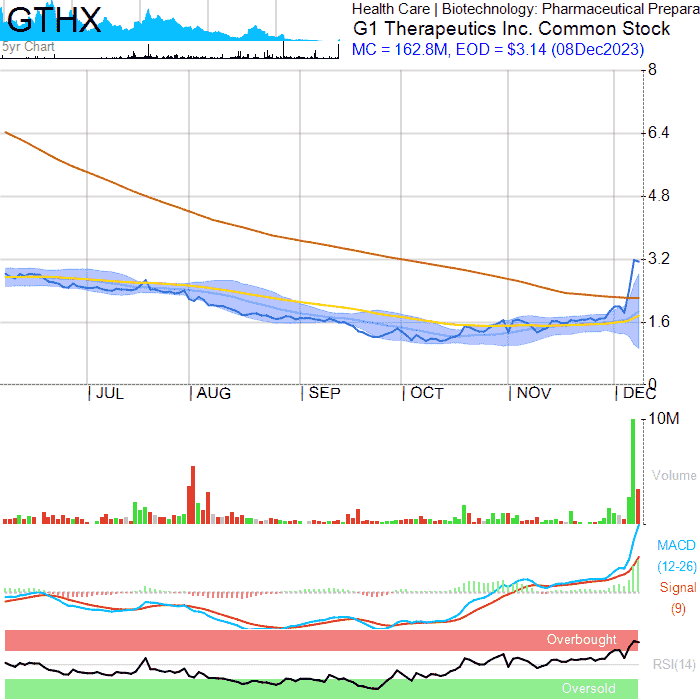 GTHX
Health Care | Biotechnology: Pharmaceutical Prepara
G1 Therapeutics Inc. Common Stock
5yr Chart
MC = 162.8M, EOD = $3.14 (08Dec2023)
8
6.4
4.8
3.2
1.6
0
JUL AUG SEP OCT NOV DEC
10M
Volume
MACD
(12-26)
Signal
(9)
Overbought
RSI(14)
Oversold